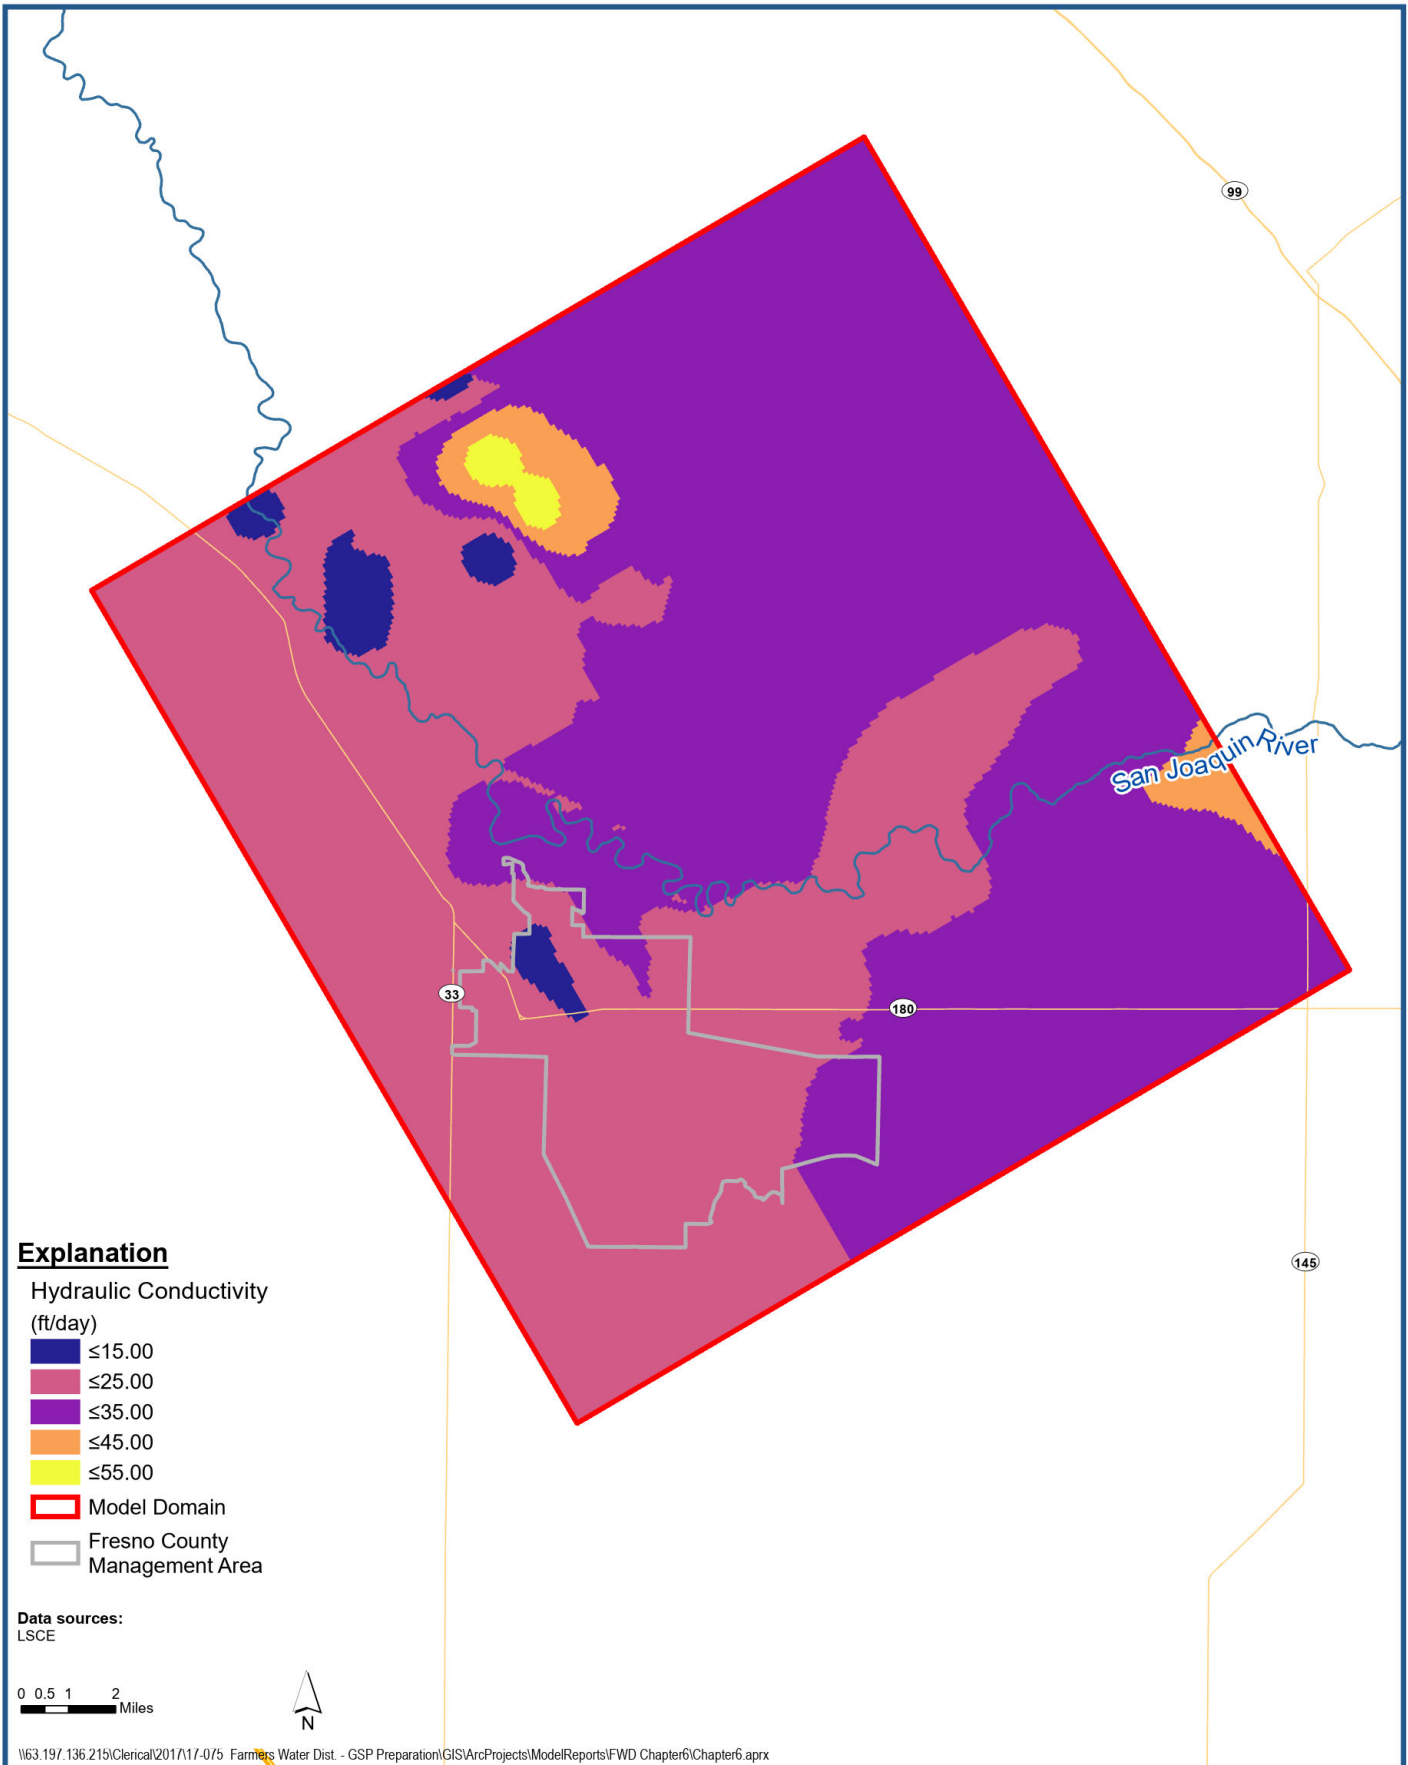 99
San Joaquin River
33
180
145
Explanation
Hydraulic Conductivity
(ft/day)
≤15.00
≤25.00
≤35.00
≤45.00
≤55.00
Model Domain
Fresno County
Management Area
Data sources:
LSCE
0 0.5 1 2
Miles
N
\\63.197.136.215\Clerical\2017\17-075 Farmers Water Dist. - GSP Preparation\GIS\ArcProjects\ModelReports\FWD Chapter6\Chapter6.aprx